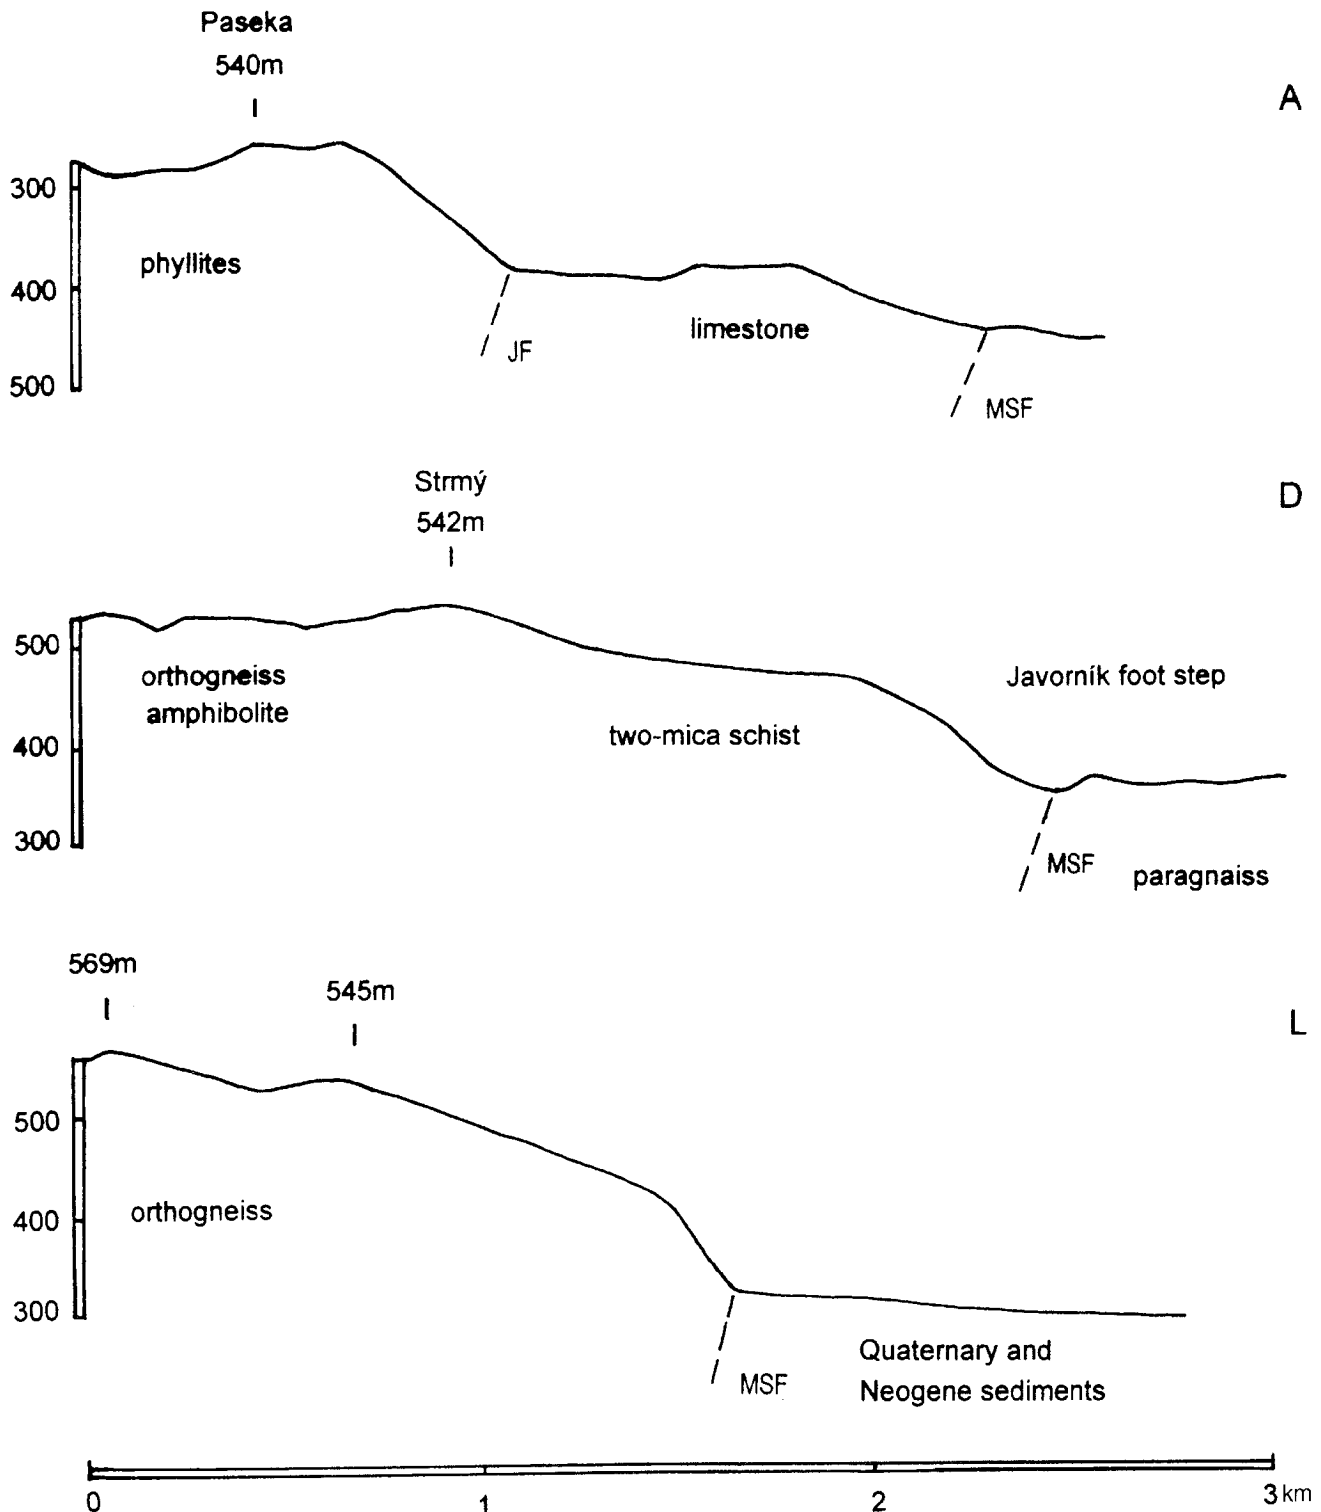 Paseka
540m
A
300
400
500
phyllites
limestone
JF
MSF
Strmý
542m
D
500
400
300
orthogneiss
amphibolite
two-mica schist
Javorník foot step
MSF
paragnaiss
569m
545m
L
500
400
300
orthogneiss
MSF
Quaternary and
Neogene sediments
0 1 2 3 km